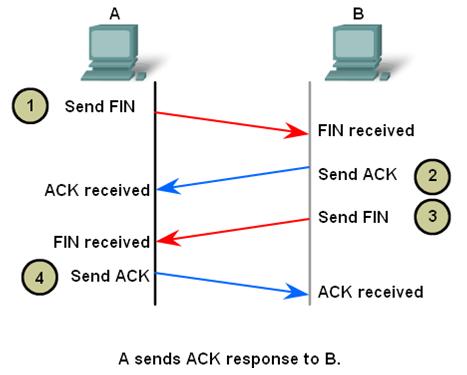 A
B
1 Send FIN
FIN received
Send ACK 2
ACK received
Send FIN 3
FIN received
4 Send ACK
ACK received
A sends ACK response to B.